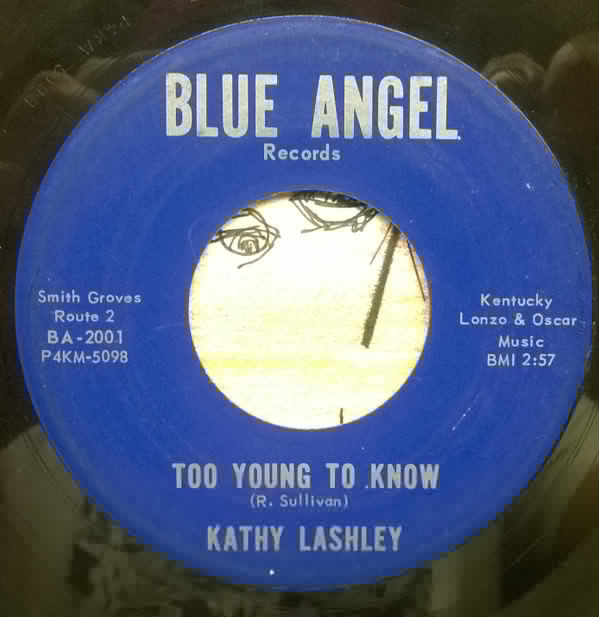 BLUE ANGEL
Records
Smith Groves
Route 2
BA-2001
P4KM-5098
Kentucky
Lonzo & Oscar
Music
BMI 2:57
TOO YOUNG TO KNOW
(R. Sullivan)
KATHY LASHLEY